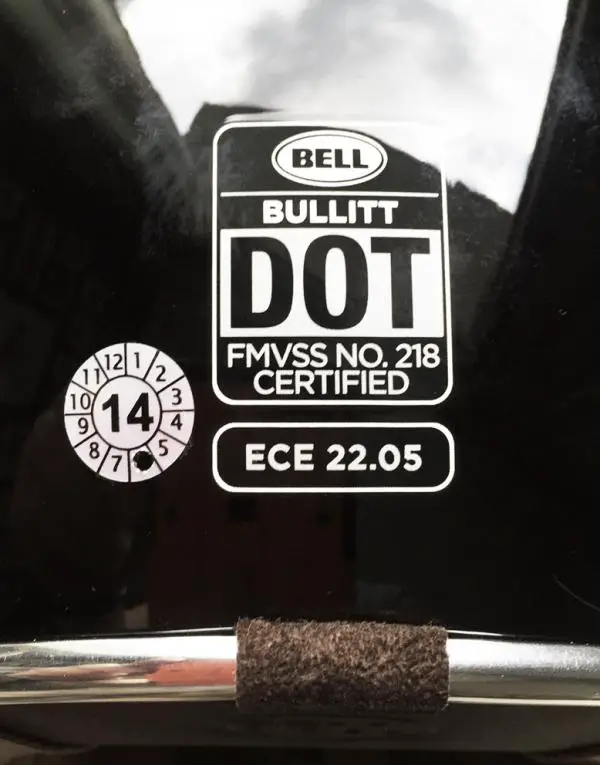 BELL
BULLITT
DOT
FMVSS NO. 218
CERTIFIED
ECE 22.05
12 1 2 3 4 5 7 8 9 10 11
14